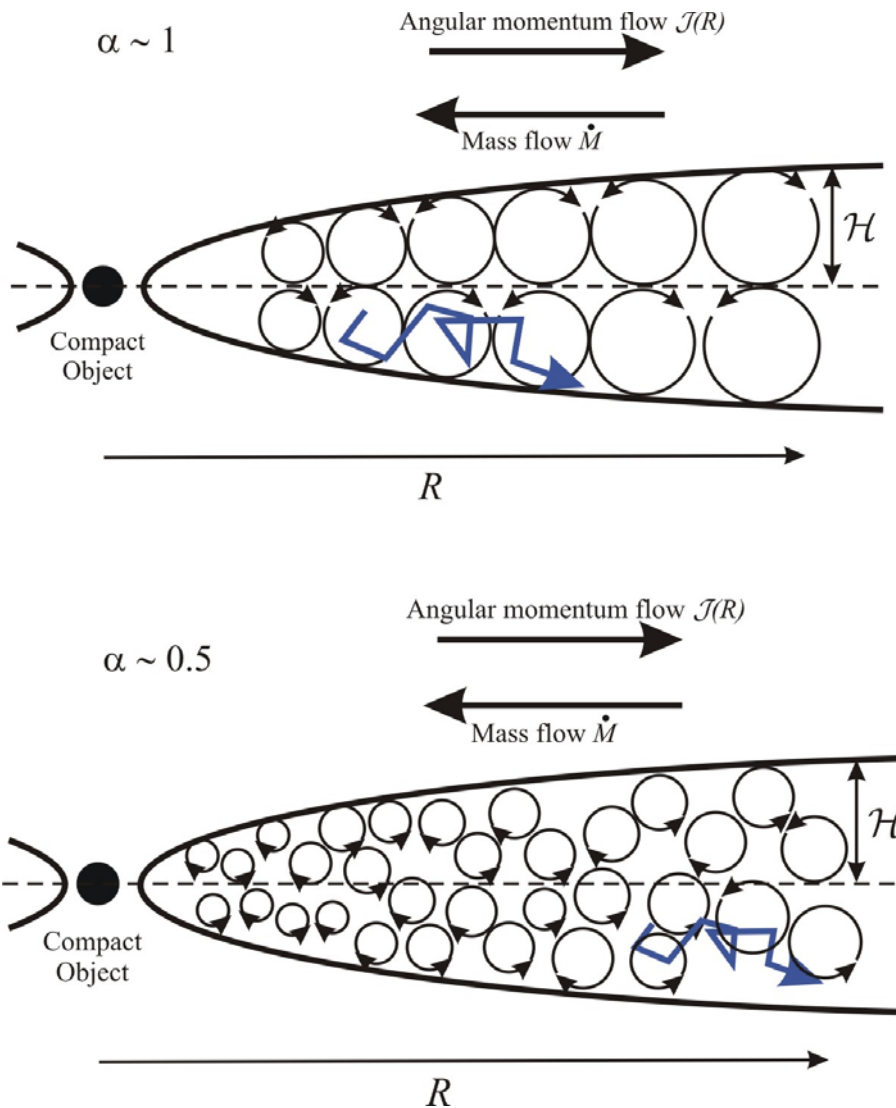 Angular momentum flow 𝒥(R)
α ~ 1
Mass flow Ṁ
ℋ
Compact
Object
R
Angular momentum flow 𝒥(R)
α ~ 0.5
Mass flow Ṁ
ℋ
Compact
Object
R